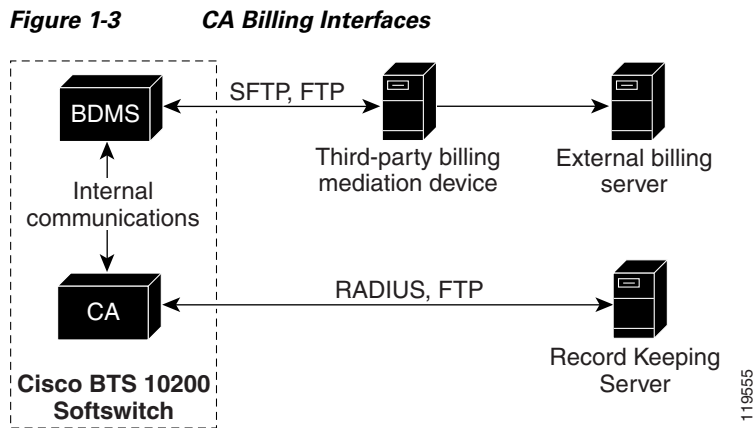 Figure 1-3 CA Billing Interfaces
BDMS
SFTP, FTP
Third-party billing
mediation device
External billing
server
Internal
communications
CA
RADIUS, FTP
Record Keeping
Server
Cisco BTS 10200
Softswitch
119555